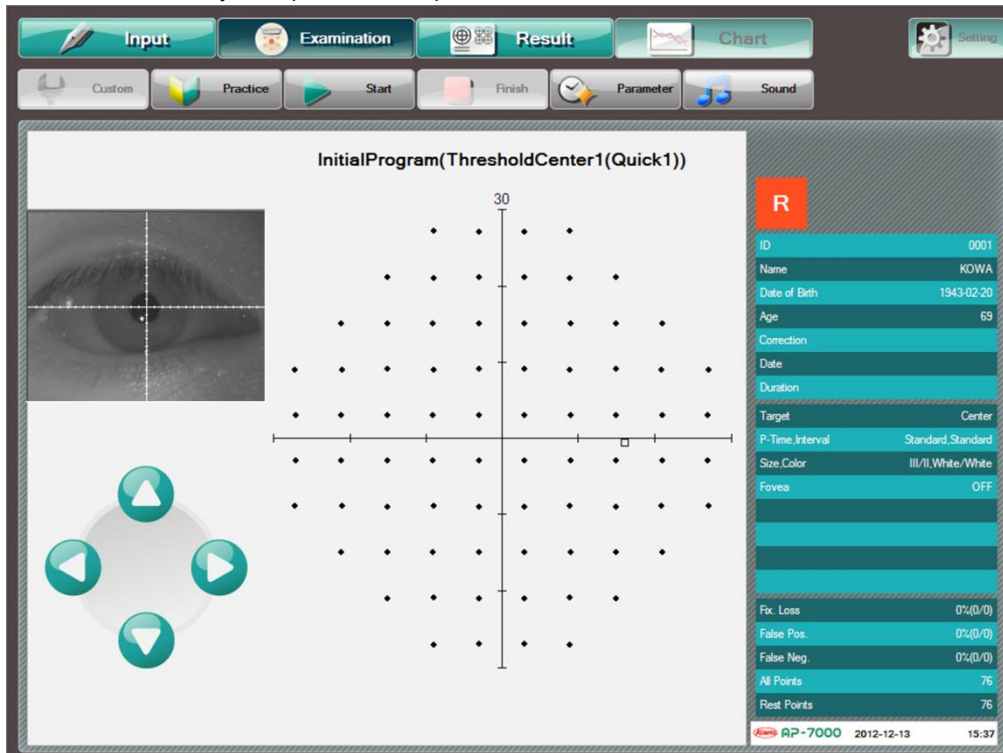 Input Examination Result Chart Setting
Custom Practice Start Finish Parameter Sound
InitialProgram(ThresholdCenter1(Quick1))
30
R
ID 0001
Name KOWA
Date of Birth 1943-02-20
Age 69
Correction
Date
Duration
Target Center
P-Time,Interval Standard,Standard
Size,Color III/II,White/White
Fovea OFF
Fix. Loss 0%(0/0)
False Pos. 0%(0/0)
False Neg. 0%(0/0)
All Points 76
Rest Points 76
Kowa AP-7000 2012-12-13 15:37